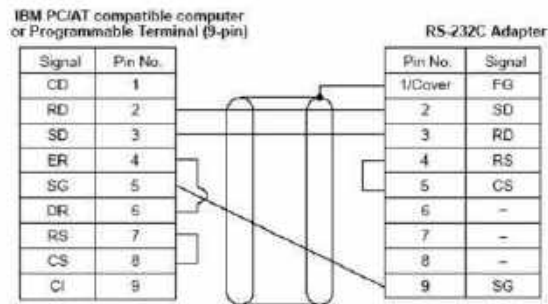 IBM PC/AT compatible computer
or Programmable Terminal (9-pin)
RS-232C Adapter
Signal Pin No.
CD 1
RD 2
SD 3
ER 4
SG 5
DR 6
RS 7
CS 8
CI 9
Pin No. Signal
1/Cover FG
2 SD
3 RD
4 RS
5 CS
6 –
7 –
8 –
9 SG